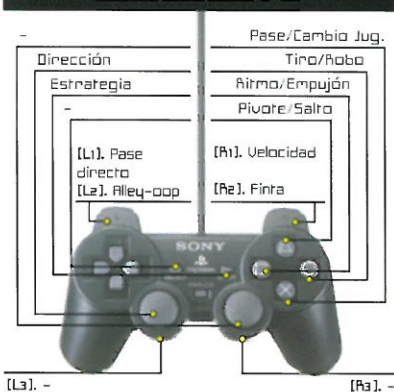 -
Pase/Cambio Jug.
Dirección
Tiro/Robo
Estrategia
Ritmo/Empujón
-
Pivote/Salto
[L1]. Pase
directo
[L2]. Alley-oop
[R1]. Velocidad
[R2]. Finta
SONY
[L3]. -
[R3]. -